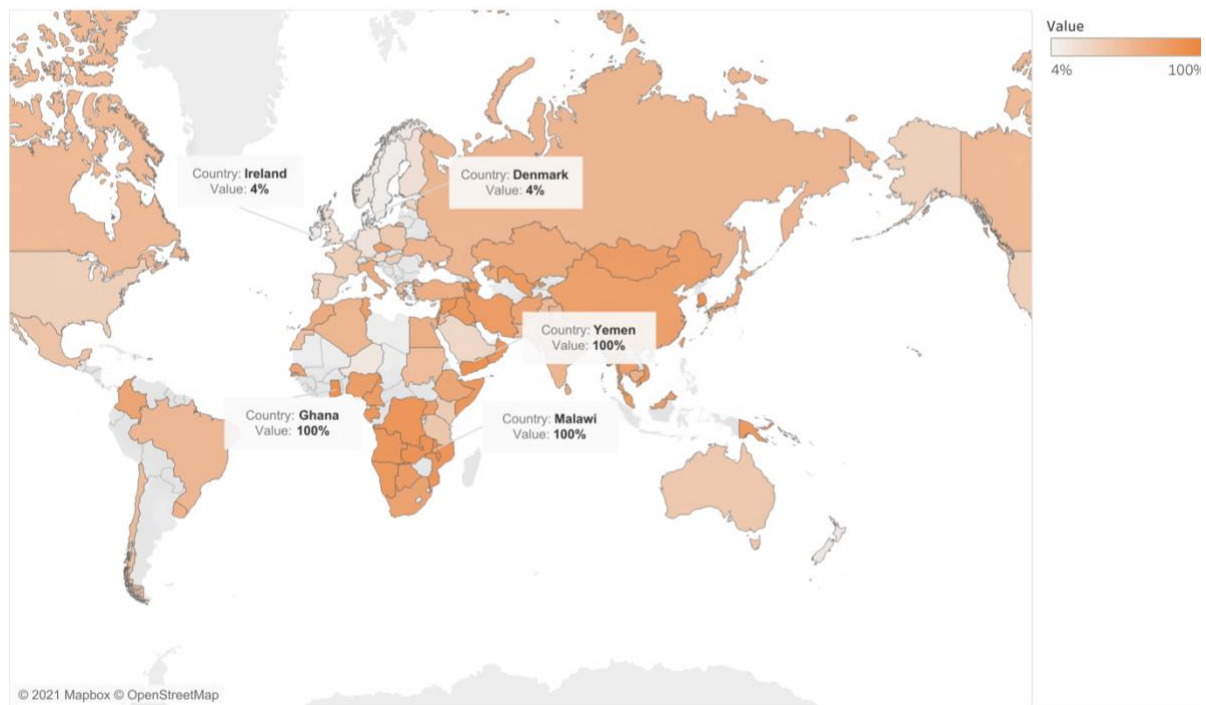 Value
4% 100%
Country: Ireland
Value: 4%
Country: Denmark
Value: 4%
Country: Yemen
Value: 100%
Country: Ghana
Value: 100%
Country: Malawi
Value: 100%
© 2021 Mapbox © OpenStreetMap